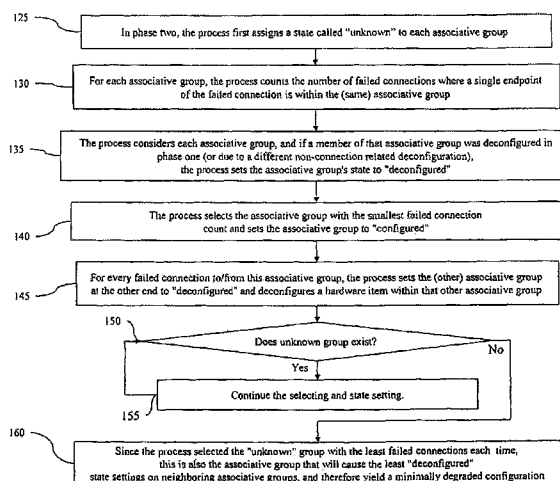 125
In phase two, the process first assigns a state called "unknown" to each associative group
130
For each associative group, the process counts the number of failed connections where a single endpoint
of the failed connection is within the (same) associative group
135
The process considers each associative group, and if a member of that associative group was deconfigured in
phase one (or due to a different non-connection related deconfiguration),
the process sets the associative group's state to "deconfigured"
140
The process selects the associative group with the smallest failed connection
count and sets the associative group to "configured"
145
For every failed connection to/from this associative group, the process sets the (other) associative group
at the other end to "deconfigured" and deconfigures a hardware item within that other associative group
150
Does unknown group exist?
No
Yes
Continue the selecting and state setting.
155
160
Since the process selected the "unknown" group with the least failed connections each time,
this is also the associative group that will cause the least "deconfigured"
state settings on neighboring associative groups, and therefore yield a minimally degraded configuration